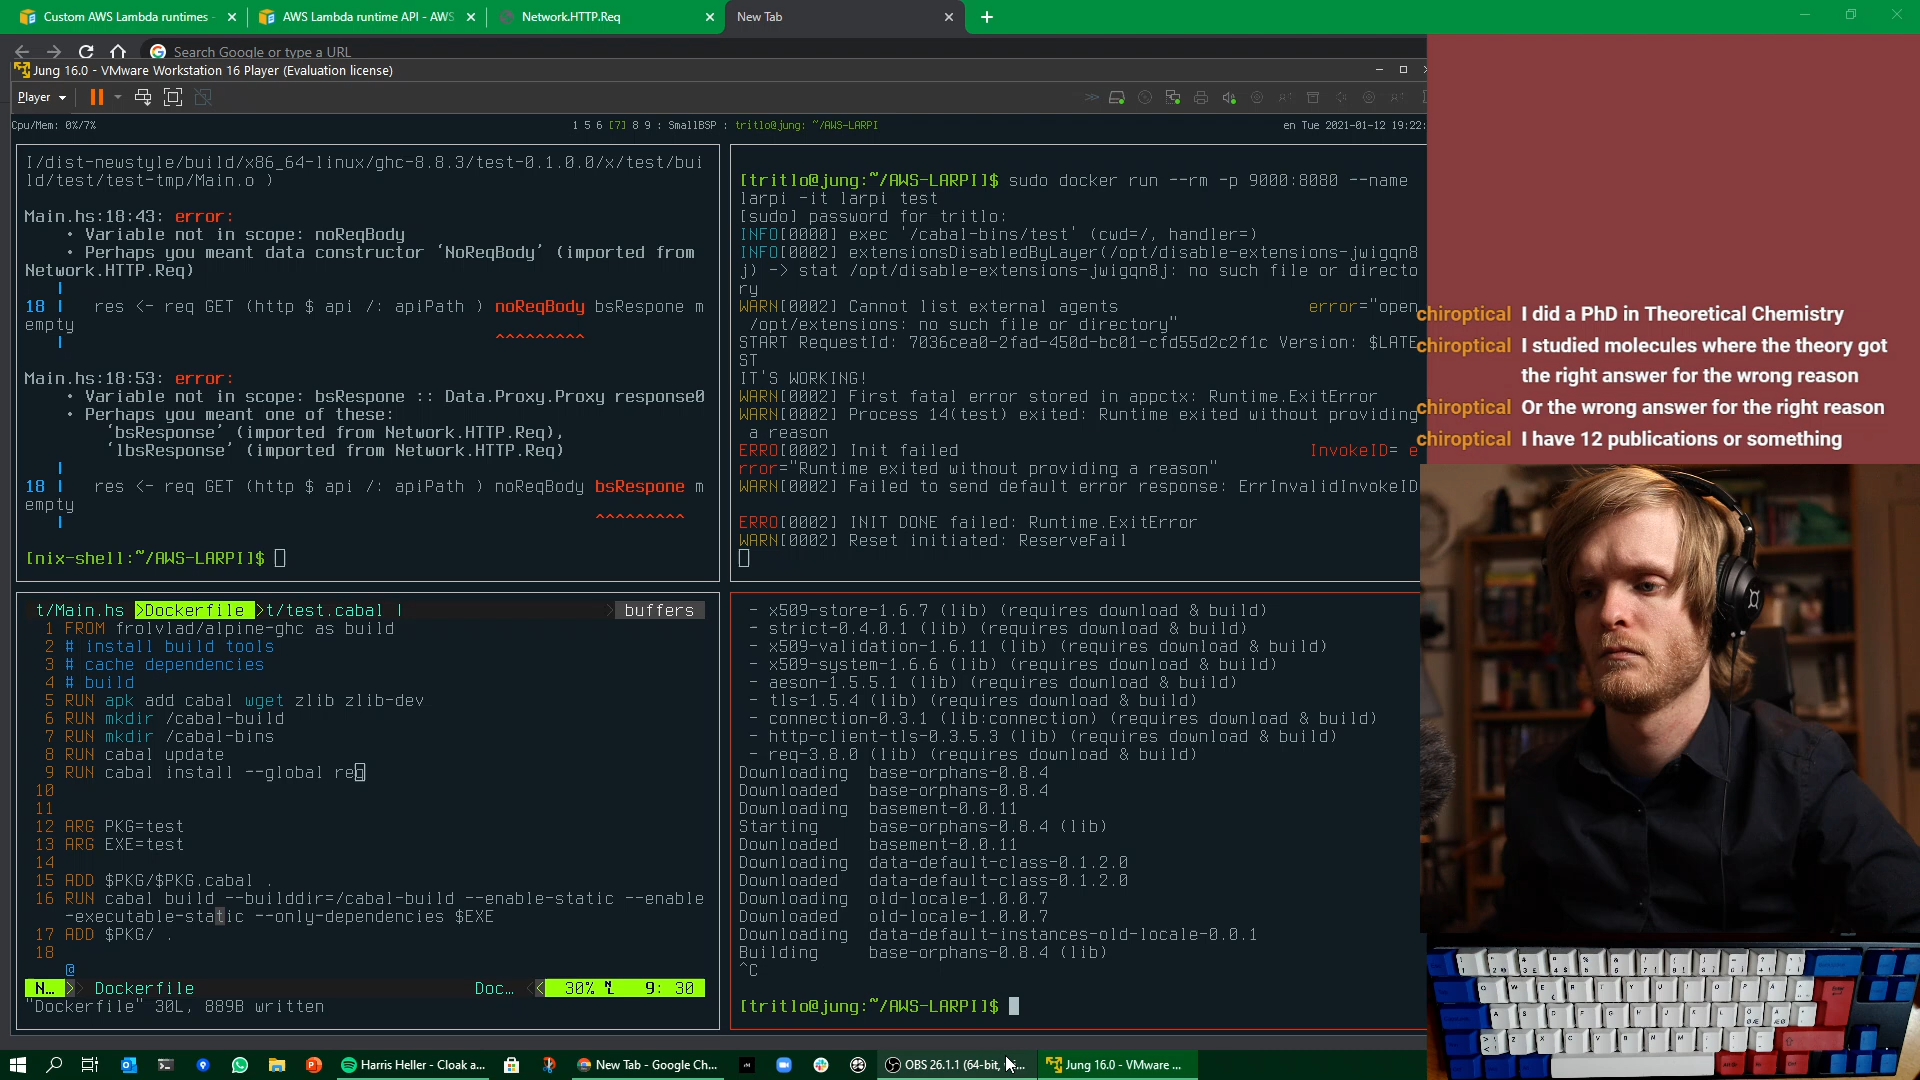 Custom AWS Lambda runtimes -
AWS Lambda runtime API - AWS
Network.HTTP.Req
New Tab
Search Google or type a URL
Jung 16.0 - VMware Workstation 16 Player (Evaluation license)
Player
Cpu/Mem: 0%/7%
1 5 6 [7] 8 9 : SmallBSP : tritlo@jung: ~/AWS-LARPI
en Tue 2021-01-12 19:22:
I/dist-newstyle/build/x86_64-linux/ghc-8.8.3/test-0.1.0.0/x/test/bui
ld/test/test-tmp/Main.o )
Main.hs:18:43: error:
• Variable not in scope: noReqBody
• Perhaps you meant data constructor ‘NoReqBody’ (imported from
Network.HTTP.Req)
|
18 | res <- req GET (http $ api /: apiPath ) noReqBody bsRespone m
empty
|
^^^^^^^^^
Main.hs:18:53: error:
• Variable not in scope: bsRespone :: Data.Proxy.Proxy response0
• Perhaps you meant one of these:
‘bsResponse’ (imported from Network.HTTP.Req),
‘lbsResponse’ (imported from Network.HTTP.Req)
|
18 | res <- req GET (http $ api /: apiPath ) noReqBody bsRespone m
empty
|
^^^^^^^^^
[nix-shell:~/AWS-LARPI]$
[tritlo@jung:~/AWS-LARPI]$ sudo docker run --rm -p 9000:8080 --name
larpi -it larpi test
[sudo] password for tritlo:
INFO[0000] exec '/cabal-bins/test' (cwd=/, handler=)
INFO[0002] extensionsDisabledByLayer(/opt/disable-extensions-jwigqn8
j) -> stat /opt/disable-extensions-jwigqn8j: no such file or directo
ry
WARN[0002] Cannot list external agents error="open
/opt/extensions: no such file or directory"
START RequestId: 7036cea0-2fad-450d-bc01-cfd55d2c2f1c Version: $LATE
ST
IT'S WORKING!
WARN[0002] First fatal error stored in appctx: Runtime.ExitError
WARN[0002] Process 14(test) exited: Runtime exited without providing
a reason
ERRO[0002] Init failed InvokeID= e
rror="Runtime exited without providing a reason"
WARN[0002] Failed to send default error response: ErrInvalidInvokeID
ERRO[0002] INIT DONE failed: Runtime.ExitError
WARN[0002] Reset initiated: ReserveFail
t/Main.hs >Dockerfile >t/test.cabal | buffers
1 FROM frolvlad/alpine-ghc as build
2 # install build tools
3 # cache dependencies
4 # build
5 RUN apk add cabal wget zlib zlib-dev
6 RUN mkdir /cabal-build
7 RUN mkdir /cabal-bins
8 RUN cabal update
9 RUN cabal install --global req
10
11
12 ARG PKG=test
13 ARG EXE=test
14
15 ADD $PKG/$PKG.cabal .
16 RUN cabal build --builddir=/cabal-build --enable-static --enable
-executable-static --only-dependencies $EXE
17 ADD $PKG/ .
18
@
N... > Dockerfile Doc... < 30% 9: 30
"Dockerfile" 30L, 889B written
- x509-store-1.6.7 (lib) (requires download & build)
- strict-0.4.0.1 (lib) (requires download & build)
- x509-validation-1.6.11 (lib) (requires download & build)
- x509-system-1.6.6 (lib) (requires download & build)
- aeson-1.5.5.1 (lib) (requires download & build)
- tls-1.5.4 (lib) (requires download & build)
- connection-0.3.1 (lib:connection) (requires download & build)
- http-client-tls-0.3.5.3 (lib) (requires download & build)
- req-3.8.0 (lib) (requires download & build)
Downloading base-orphans-0.8.4
Downloaded base-orphans-0.8.4
Downloading basement-0.0.11
Starting base-orphans-0.8.4 (lib)
Downloaded basement-0.0.11
Downloading data-default-class-0.1.2.0
Downloaded data-default-class-0.1.2.0
Downloading old-locale-1.0.0.7
Downloaded old-locale-1.0.0.7
Downloading data-default-instances-old-locale-0.0.1
Building base-orphans-0.8.4 (lib)
^C
[tritlo@jung:~/AWS-LARPI]$
chiroptical I did a PhD in Theoretical Chemistry
chiroptical I studied molecules where the theory got
the right answer for the wrong reason
chiroptical Or the wrong answer for the right reason
chiroptical I have 12 publications or something
Harris Heller - Cloak a...
New Tab - Google Ch...
OBS 26.1.1 (64-bit, wi...
Jung 16.0 - VMware ...